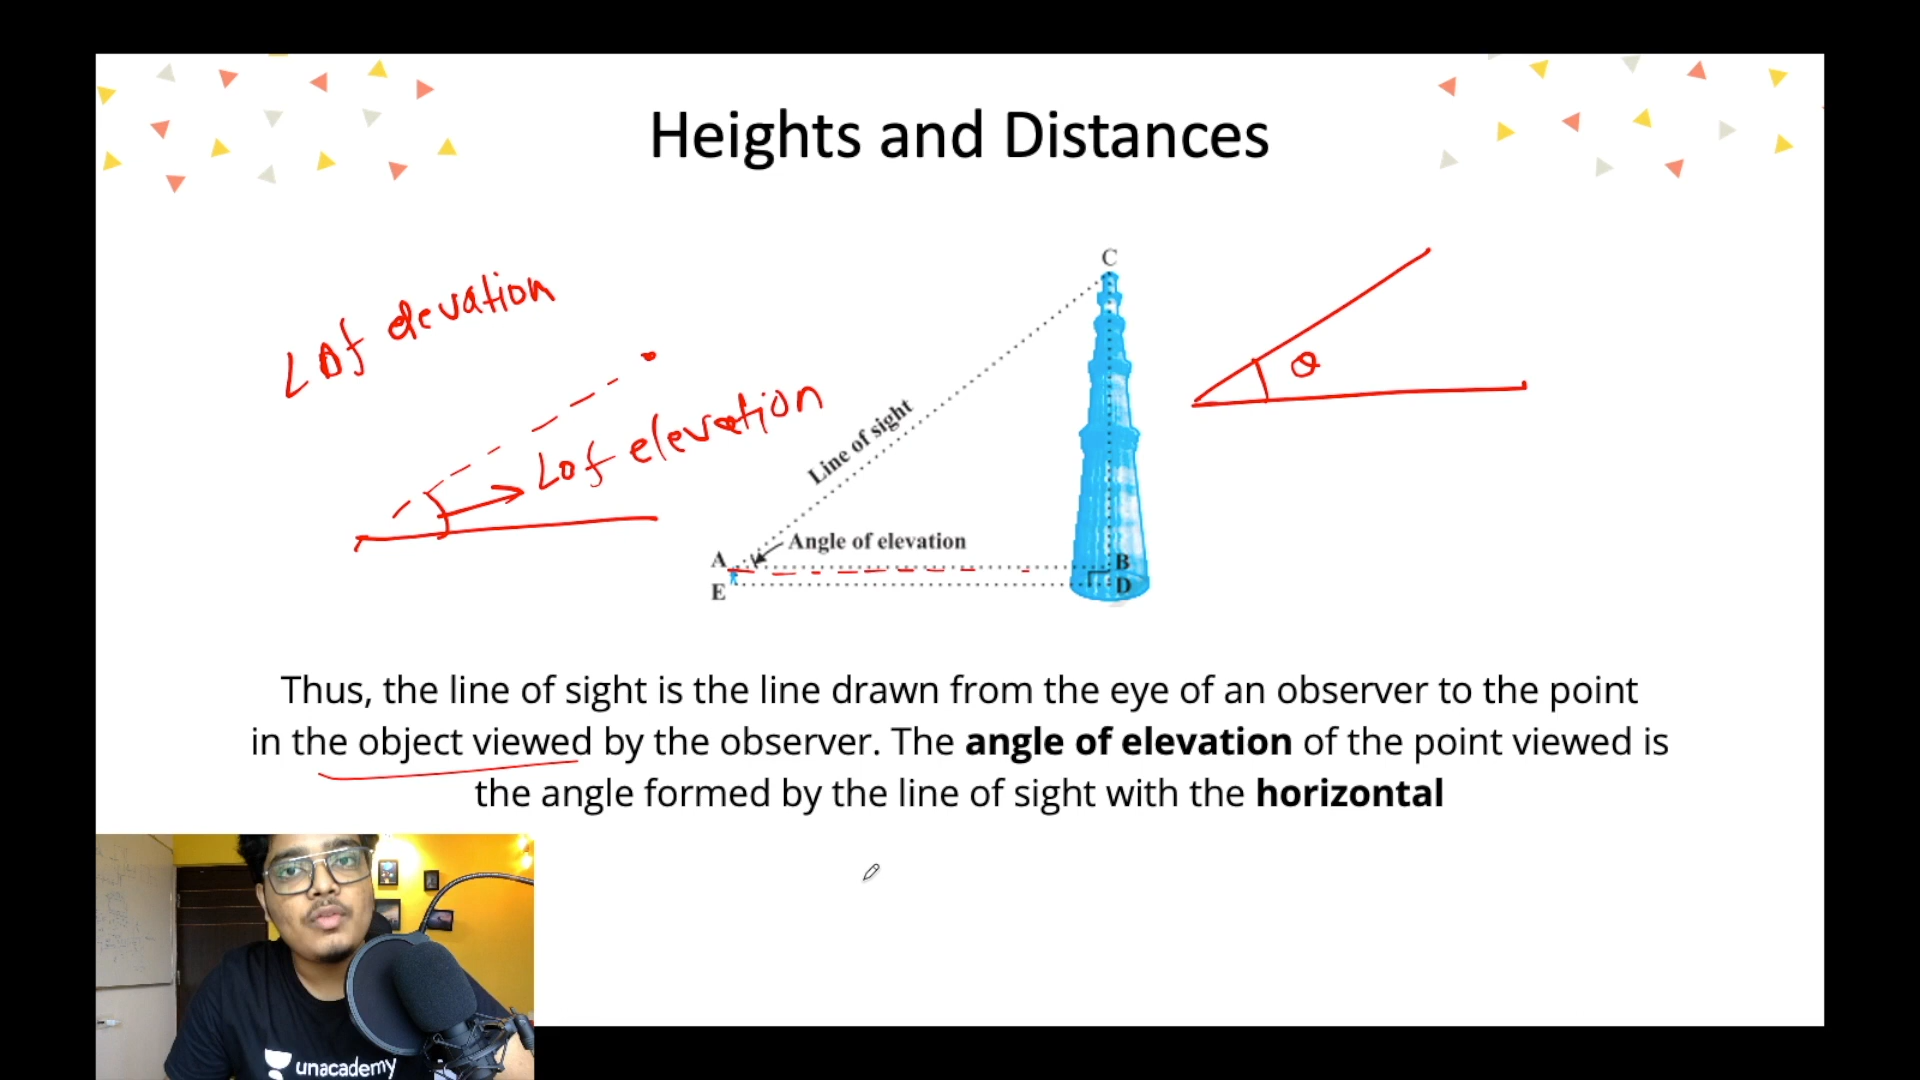 Heights and Distances
C
∠of elevation
θ
∠of elevation
Line of sight
Angle of elevation
A
B
E
D
Thus, the line of sight is the line drawn from the eye of an observer to the point
in the object viewed by the observer. The angle of elevation of the point viewed is
the angle formed by the line of sight with the horizontal
unacademy